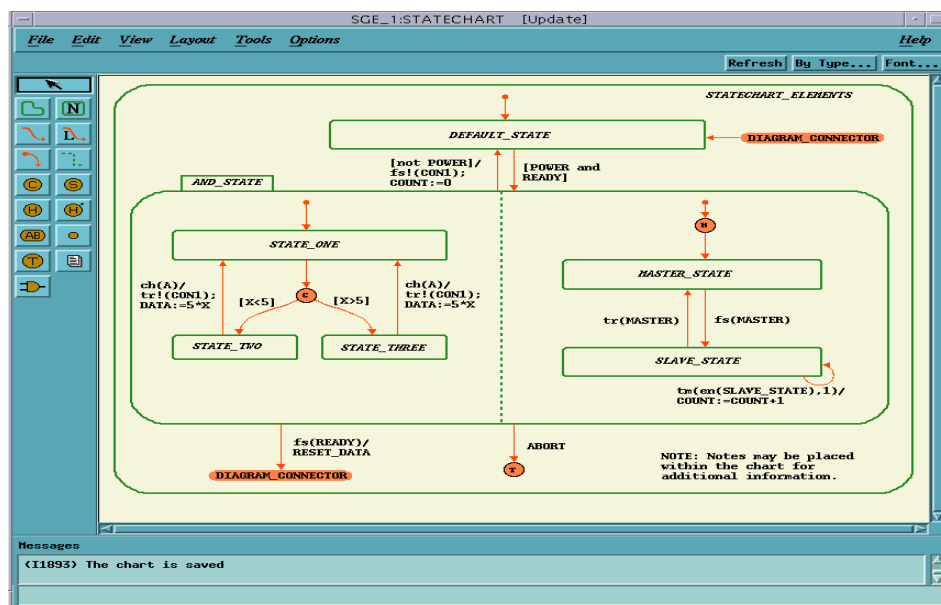 SGE_1:STATECHART [Update]
File Edit View Layout Tools Options Help
Refresh By Type... Font...
STATECHART_ELEMENTS
DEFAULT_STATE
DIAGRAM_CONNECTOR
[not POWER]/
fs!(CON1);
COUNT:=0
[POWER and
READY]
AND_STATE
STATE_ONE
ch(A)/
tr!(CON1);
DATA:=5*X
[X<5]
C
[X>5]
ch(A)/
tr!(CON1);
DATA:=5*X
STATE_TWO
STATE_THREE
H
MASTER_STATE
tr(MASTER)
fs(MASTER)
SLAVE_STATE
tm(en(SLAVE_STATE),1)/
COUNT:=COUNT+1
fs(READY)/
RESET_DATA
DIAGRAM_CONNECTOR
ABORT
T
NOTE: Notes may be placed
within the chart for
additional information.
N
L
C
S
H
H*
AB
T
Messages
(I1893) The chart is saved